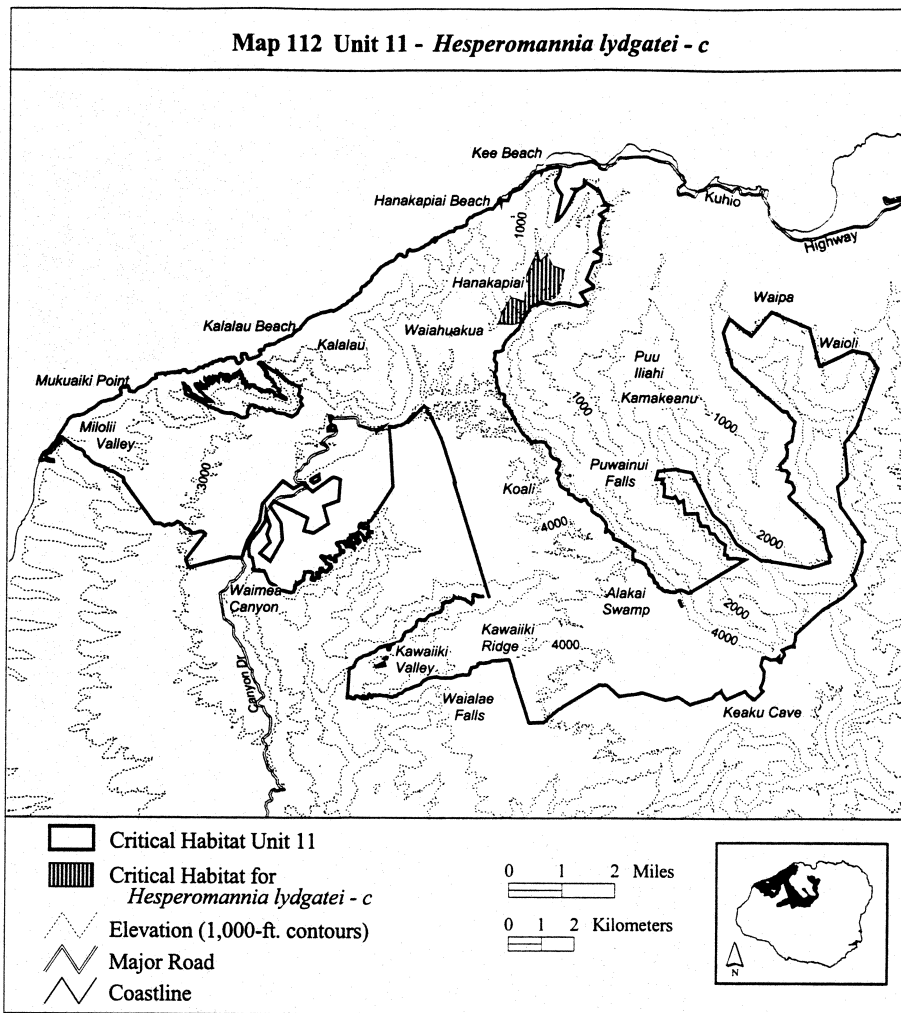 Map 112 Unit 11 - Hesperomannia lydgatei - c
Kee Beach
Hanakapiai Beach
Kuhio
Highway
1000
Hanakapiai
Waipa
Kalalau Beach
Waiahuakua
Kalalau
Waioli
Puu
Iliahi
Mukuaiki Point
Kamakeanu
1000
1000
Milolii
Valley
3000
Puwainui
Falls
Koali
4000
2000
Waimea
Canyon
Alakai
Swamp
2000
4000
Kawaiiki
Ridge
4000
Kawaiiki
Valley
Canyon Dr
Waialae
Falls
Keaku Cave
Critical Habitat Unit 11
Critical Habitat for
Hesperomannia lydgatei - c
Elevation (1,000-ft. contours)
Major Road
Coastline
0 1 2 Miles
0 1 2 Kilometers
N